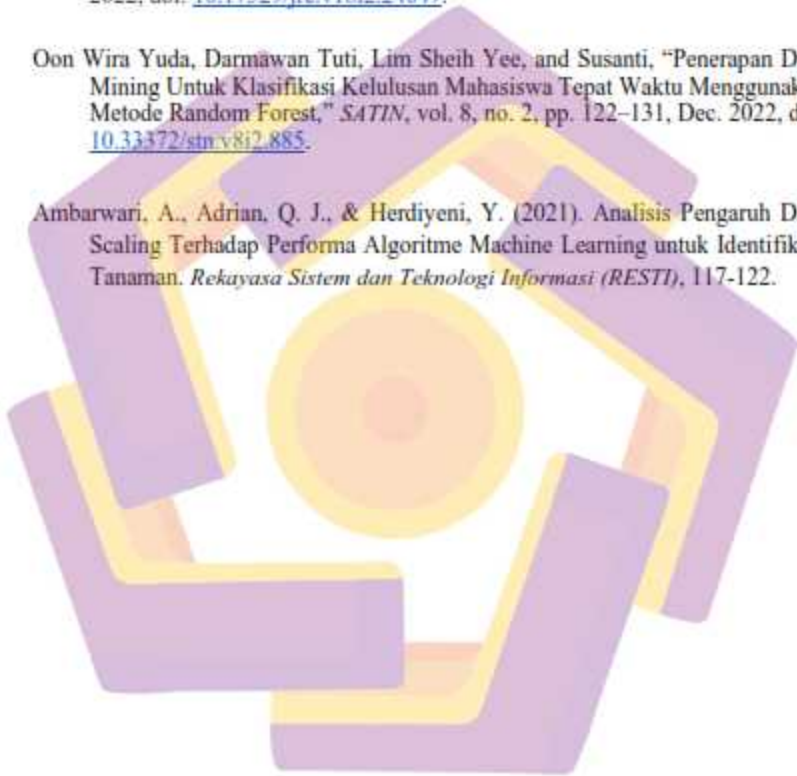 2022, doi:
Oon Wira Yuda, Darmawan Tuti, Lim Sheih Yee, and Susanti, “Penerapan D
Mining Untuk Klasifikasi Kelulusan Mahasiswa Tepat Waktu Menggunak
Metode Random Forest,” SATIN, vol. 8, no. 2, pp. 122–131, Dec. 2022, d
10.33372/stn.v8i2.885.
Ambarwari, A., Adrian, Q. J., & Herdiyeni, Y. (2021). Analisis Pengaruh D
Scaling Terhadap Performa Algoritme Machine Learning untuk Identifik
Tanaman. Rekayasa Sistem dan Teknologi Informasi (RESTI), 117-122.